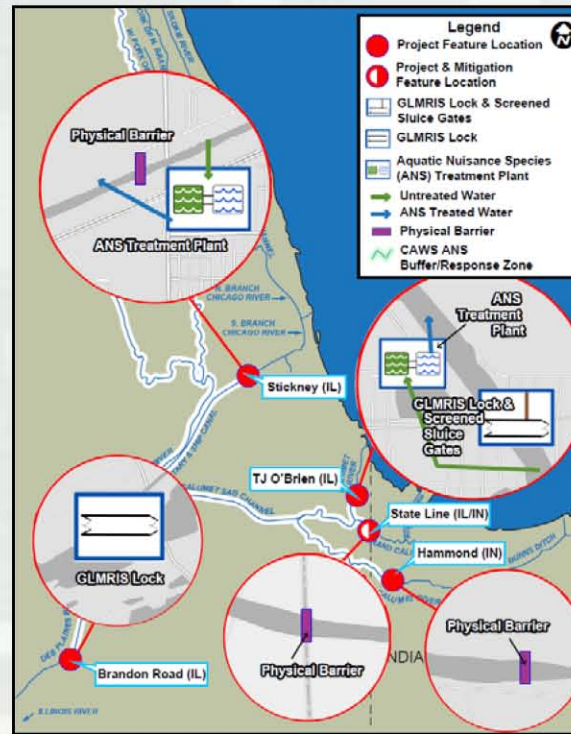 Legend
N
Project Feature Location
Project & Mitigation
Feature Location
GLMRIS Lock & Screened
Sluice Gates
GLMRIS Lock
Aquatic Nuisance Species
(ANS) Treatment Plant
Untreated Water
ANS Treated Water
Physical Barrier
CAWS ANS
Buffer/Response Zone
SKOKIE RIVER
Physical Barrier
ANS Treatment Plant
N. BRANCH
CHICAGO RIVER
S. BRANCH
CHICAGO RIVER
Stickney (IL)
ANS
Treatment
Plant
GLMRIS Lock &
Screened
Sluice
Gates
TJ O'Brien (IL)
State Line (IL/IN)
Hammond (IN)
CALUMET SAG CHANNEL
BURNS DITCH
GLMRIS Lock
Brandon Road (IL)
Physical Barrier
Physical Barrier
NDIA
ILLINOIS RIVER